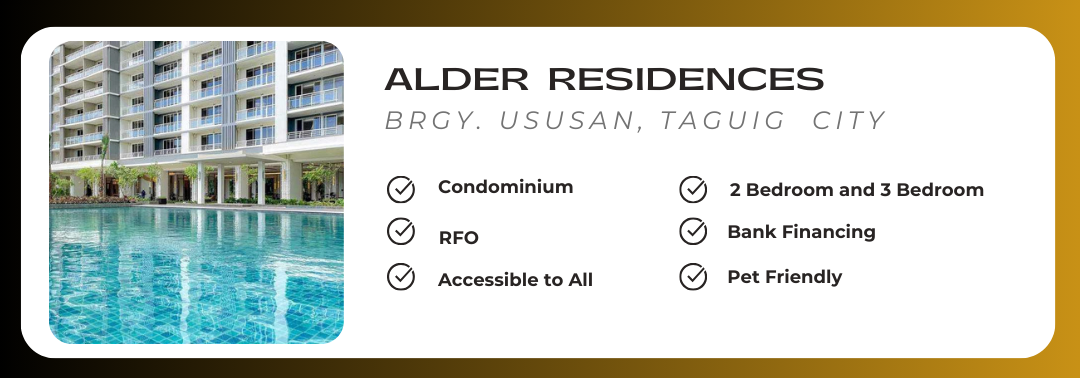 ALDER RESIDENCES
BRGY. USUSAN, TAGUIG CITY
Condominium
RFO
Accessible to All
2 Bedroom and 3 Bedroom
Bank Financing
Pet Friendly